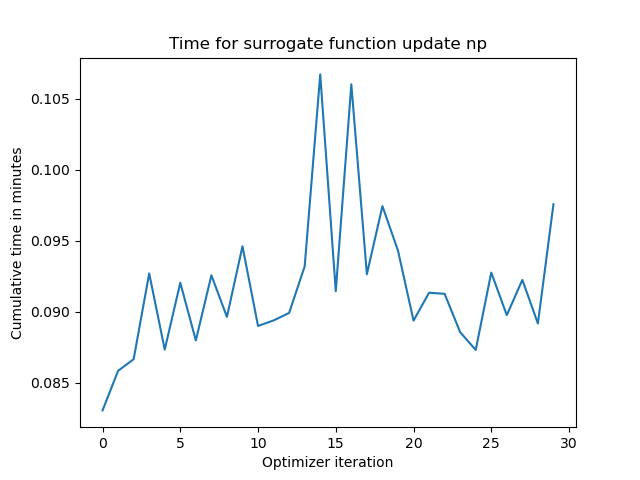 Time for surrogate function update np
Cumulative time in minutes
0.105
0.100
0.095
0.090
0.085
0 5 10 15 20 25 30
Optimizer iteration